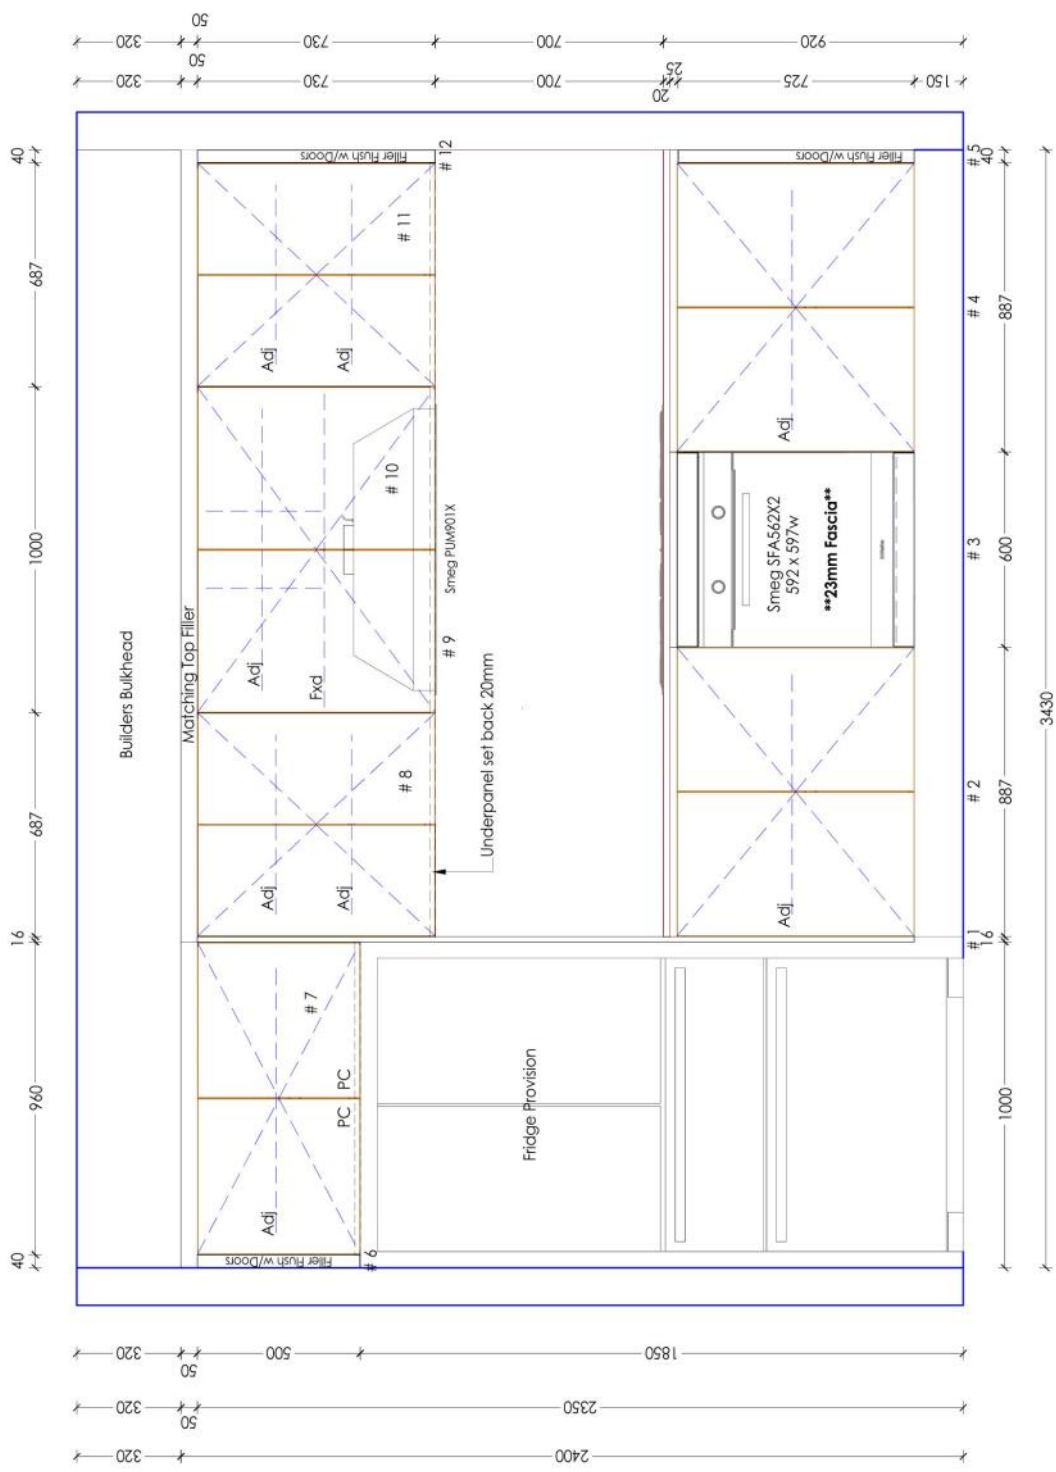 40
960
16
687
1000
687
40
320
50
500
1850
320
50
2350
320
2400
Builders Bulkhead
Matching Top Filler
Filler Flush w/Doors
Adj
PC
PC
# 7
# 6
Adj
Adj
# 8
Adj
Fxd
# 10
# 9
Smeg PUM901X
Adj
Adj
# 11
Filler Flush w/Doors
# 12
Underpanel set back 20mm
Fridge Provision
Adj
Smeg SFA562X2
592 x 597w
**23mm Fascia**
Adj
Filler Flush w/Doors
# 1
# 2
# 3
# 4
# 5
1000
16
887
600
887
40
3430
320
50
730
700
20
25
725
150
320
50
730
700
920